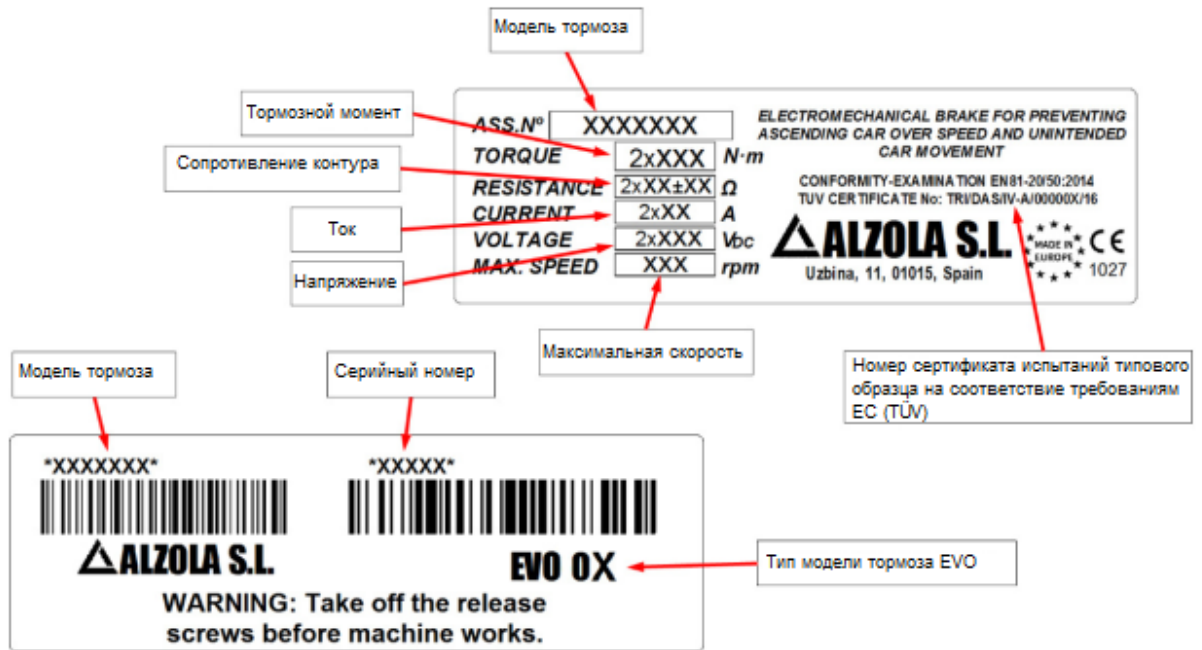 Модель тормоза
Тормозной момент
Сопротивление контура
Ток
Напряжение
ASS.Nº XXXXXXX
TORQUE 2xXXX N·m
RESISTANCE 2xXX±XX Ω
CURRENT 2xXX A
VOLTAGE 2xXXX VDC
MAX. SPEED XXX rpm
ELECTROMECHANICAL BRAKE FOR PREVENTING
ASCENDING CAR OVER SPEED AND UNINTENDED
CAR MOVEMENT
CONFORMITY-EXAMINATION EN81-20/50:2014
TUV CERTIFICATE No: TRI/DAS/IV-A/00000X/16
ALZOLA S.L.
Uzbina, 11, 01015, Spain
MADE IN
EUROPE
CE
1027
Максимальная скорость
Номер сертификата испытаний типового
образца на соответствие требованиям
ЕС (TÜV)
Модель тормоза
Серийный номер
*XXXXXXX*
*XXXXX*
ALZOLA S.L.
EVO 0X
Тип модели тормоза EVO
WARNING: Take off the release
screws before machine works.